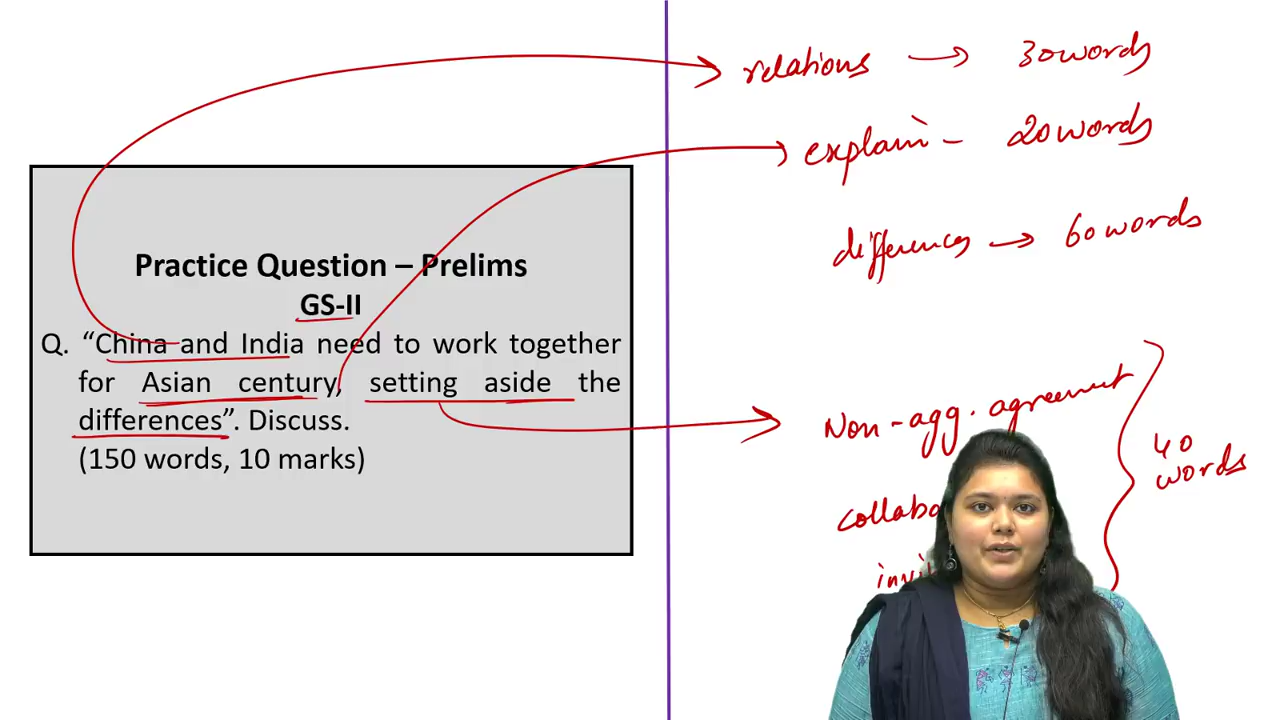 Practice Question – Prelims
GS-II
Q. “China and India need to work together
for Asian century, setting aside the
differences”. Discuss.
(150 words, 10 marks)
relations → 30words
explain – 20words
differences → 60words
Non-agg. agreement
40
words